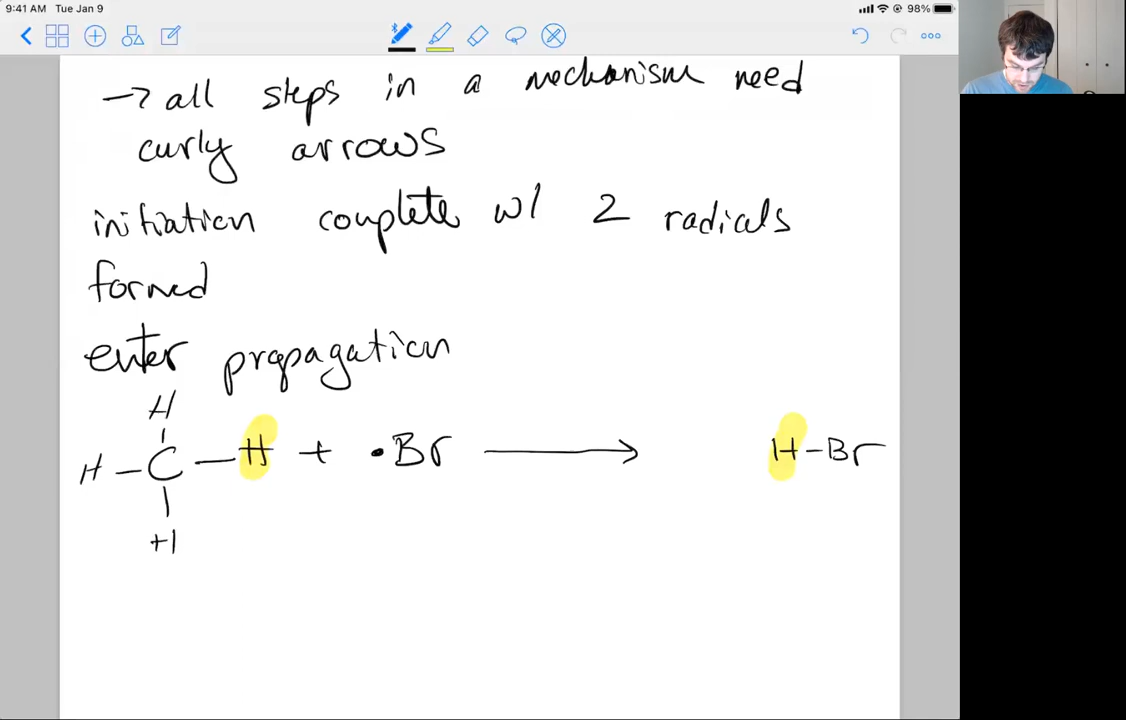 9:41 AM Tue Jan 9
98%
→ all steps in a mechanism need
curly arrows
initiation complete w/ 2 radicals
formed
enter propagation
H
H - C - H + •Br → H-Br
H